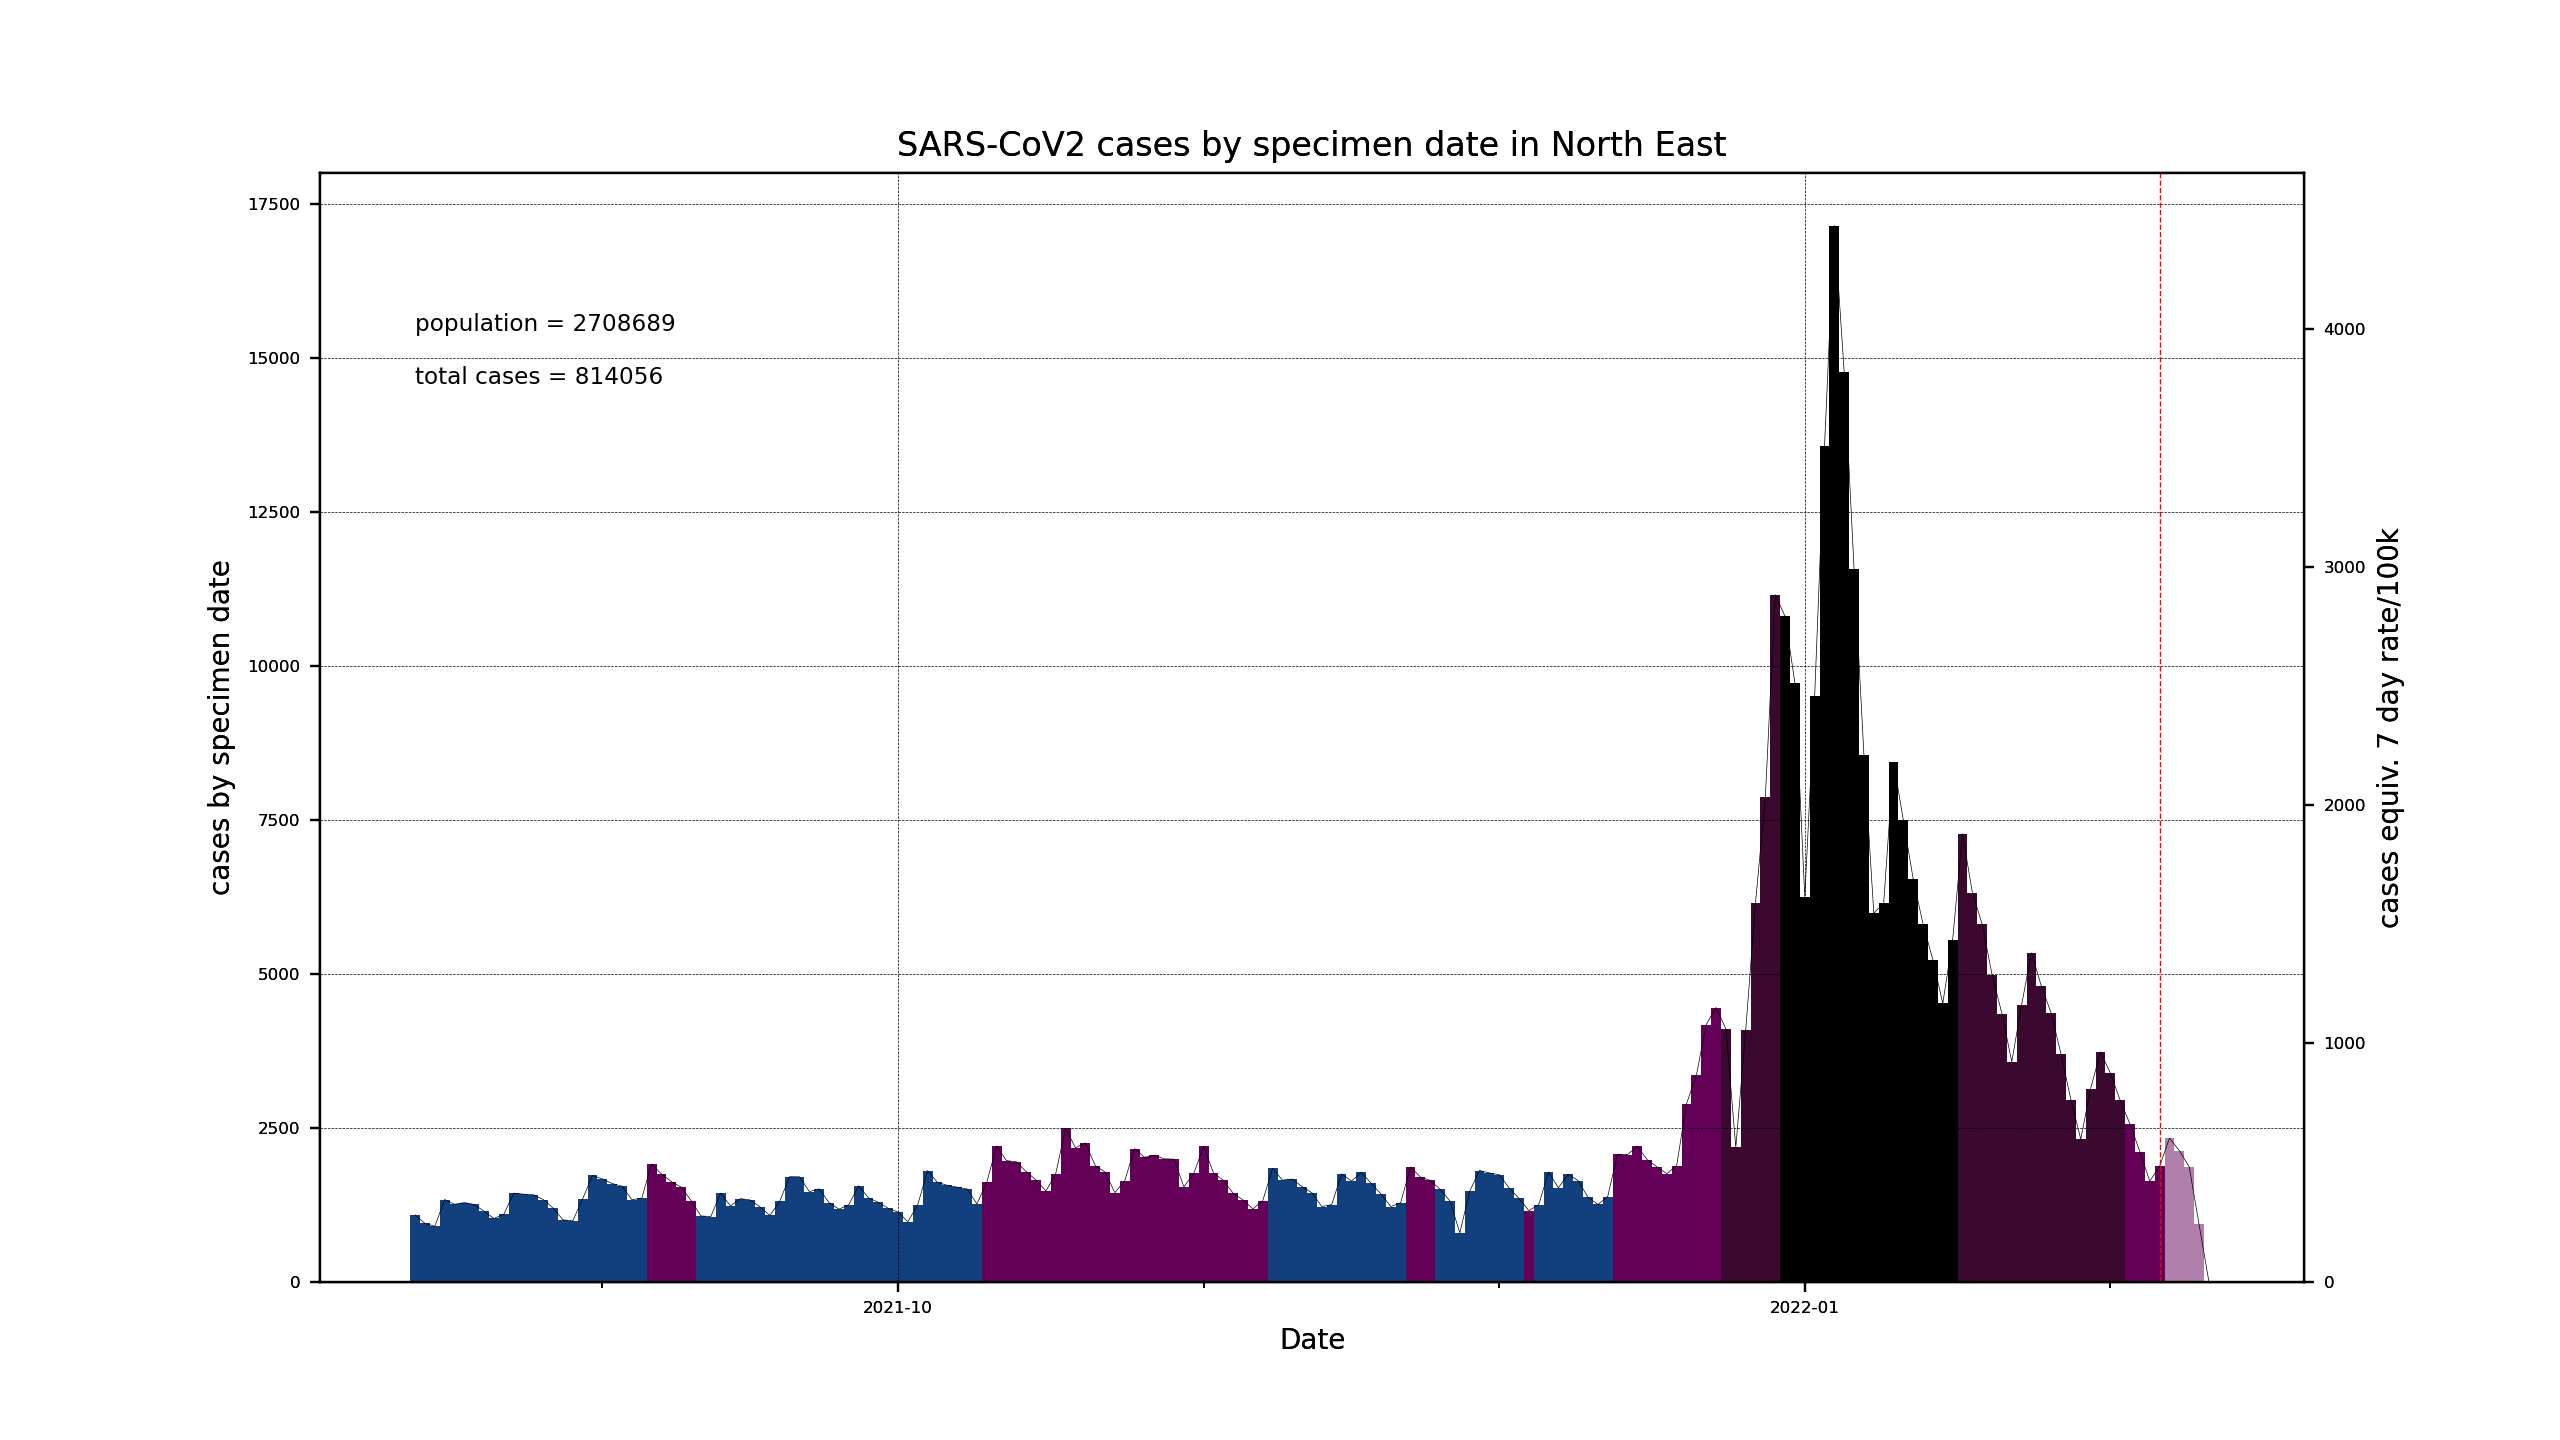 SARS-CoV2 cases by specimen date in North East
17500
15000
12500
10000
7500
5000
2500
0
cases by specimen date
population = 2708689
total cases = 814056
4000
3000
2000
1000
0
cases equiv. 7 day rate/100k
2021-10
2022-01
Date